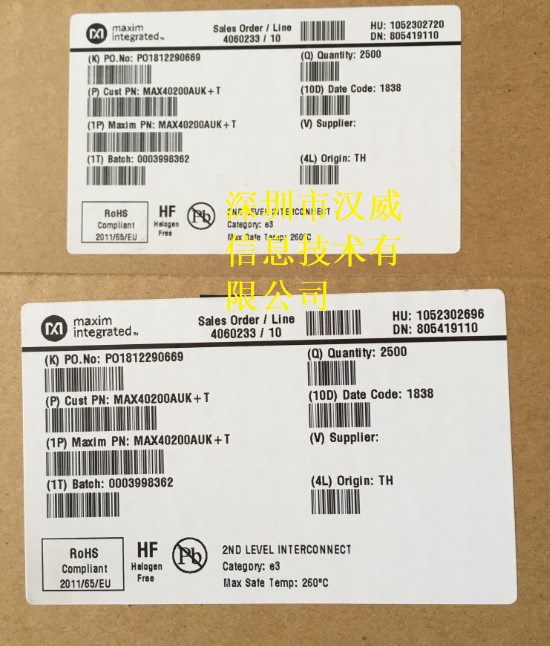 maxim
integrated™
Sales Order / Line
4060233 / 10
HU: 1052302720
DN: 805419110
(K) PO.No: PO1812290669
(Q) Quantity: 2500
(P) Cust PN: MAX40200AUK+T
(10D) Date Code: 1838
(1P) Maxim PN: MAX40200AUK+T
(V) Supplier:
(1T) Batch: 0003998362
(4L) Origin: TH
RoHS
Compliant
2011/65/EU
HF
Halogen
Free
Pb
2ND LEVEL INTERCONNECT
Category: e3
Max Safe Temp: 260°C
深圳市汉威
信息技术有
限公司
maxim
integrated™
Sales Order / Line
4060233 / 10
HU: 1052302696
DN: 805419110
(K) PO.No: PO1812290669
(Q) Quantity: 2500
(P) Cust PN: MAX40200AUK+T
(10D) Date Code: 1838
(1P) Maxim PN: MAX40200AUK+T
(V) Supplier:
(1T) Batch: 0003998362
(4L) Origin: TH
RoHS
Compliant
2011/65/EU
HF
Halogen
Free
Pb
2ND LEVEL INTERCONNECT
Category: e3
Max Safe Temp: 260°C